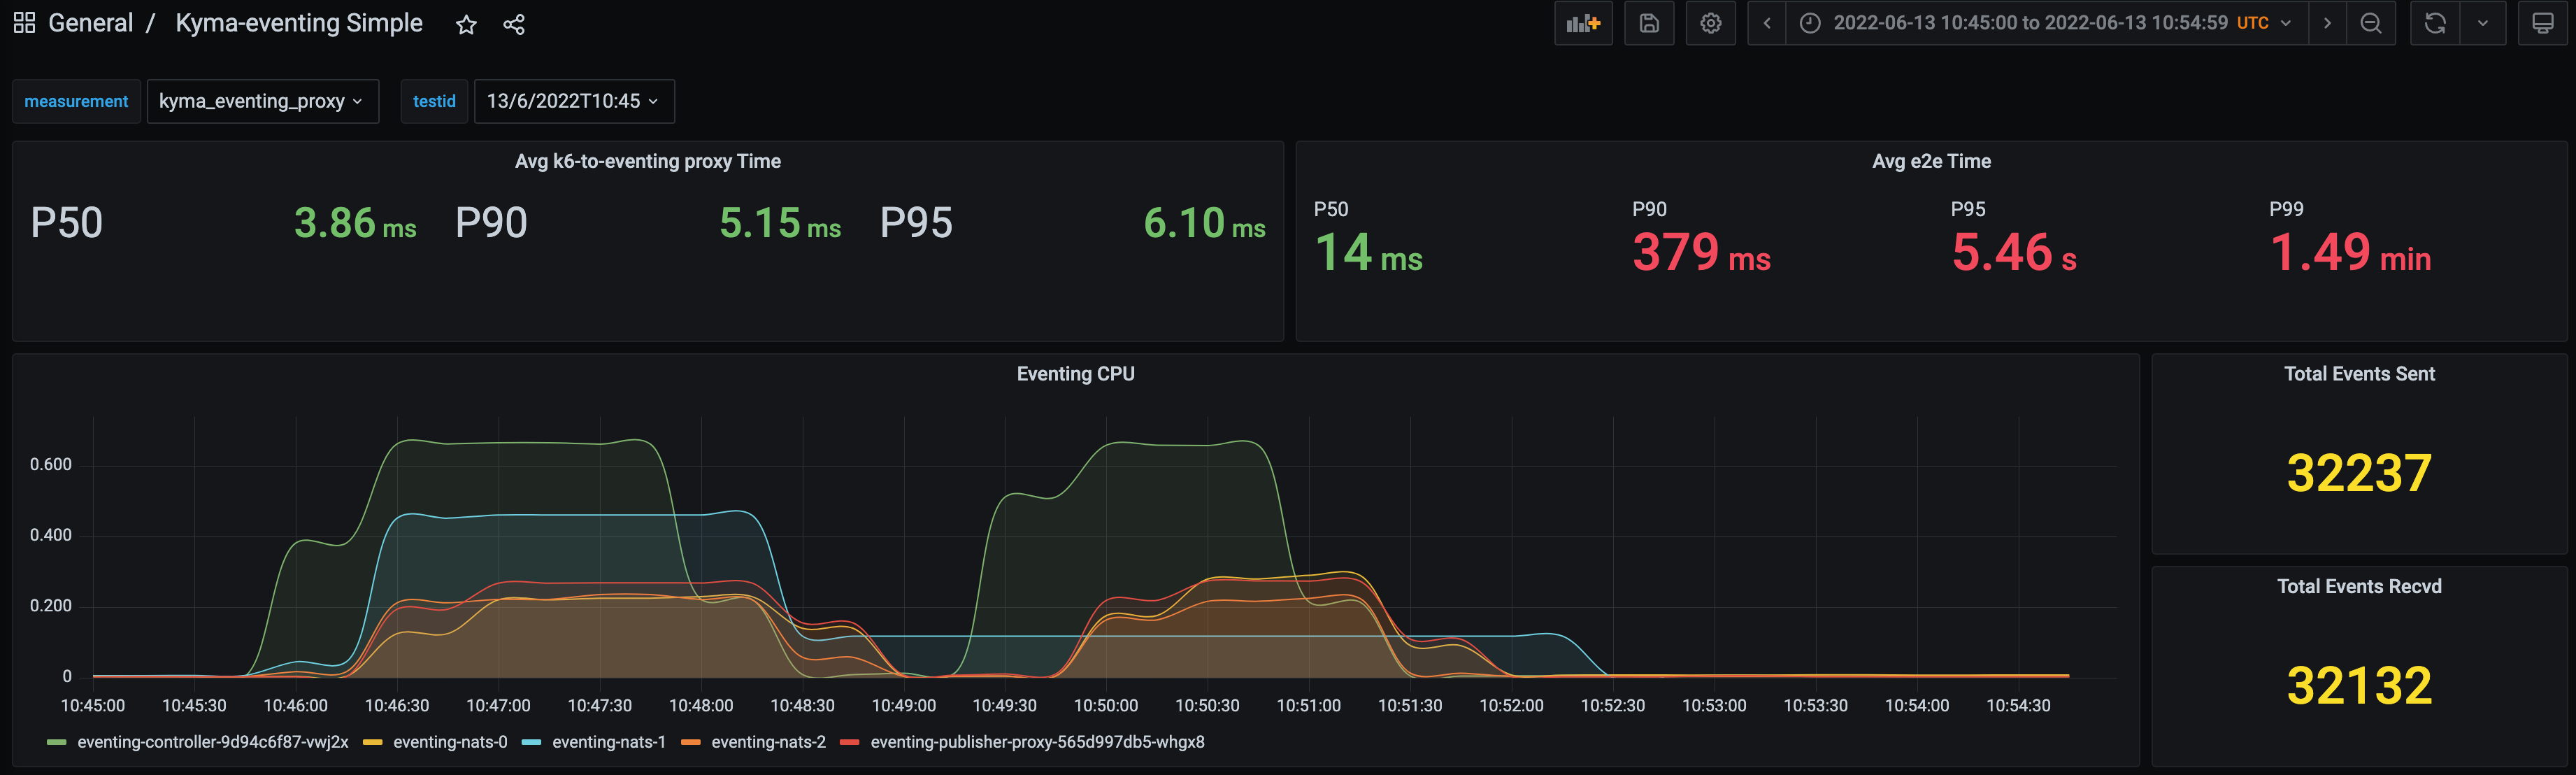 General / Kyma-eventing Simple
2022-06-13 10:45:00 to 2022-06-13 10:54:59 UTC
measurement kyma_eventing_proxy testid 13/6/2022T10:45
Avg k6-to-eventing proxy Time
P50 3.86 ms P90 5.15 ms P95 6.10 ms
Avg e2e Time
P50 P90 P95 P99
14 ms 379 ms 5.46 s 1.49 min
Eventing CPU
0.600
0.400
0.200
0
10:45:00 10:45:30 10:46:00 10:46:30 10:47:00 10:47:30 10:48:00 10:48:30 10:49:00 10:49:30 10:50:00 10:50:30 10:51:00 10:51:30 10:52:00 10:52:30 10:53:00 10:53:30 10:54:00 10:54:30
eventing-controller-9d94c6f87-vwj2x eventing-nats-0 eventing-nats-1 eventing-nats-2 eventing-publisher-proxy-565d997db5-whgx8
Total Events Sent
32237
Total Events Recvd
32132